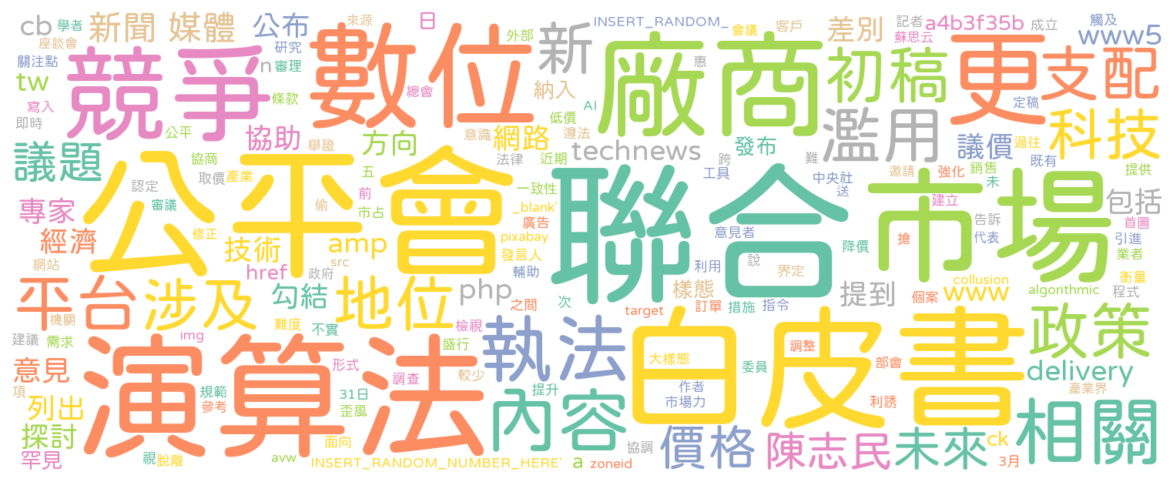 cb 學者 來源 日 外部 INSERT_RANDOM_ 會議 客戶 記者 a4b3f35b 成立 觸及
座談會 新聞 媒體 公布 數位 新 廠商 差別 蘇思云 更 支配 www5
關注點 研究 競爭 n 審理 總會 納入 惠 初稿 定稿
tw 條款 低價 AI 濫用 科技
寫入 即時 公平 協助 舉證 方向 意識 網路 遵法 technews 發布 議價 過往 既有
議題 協商 法律 近期 跨 難 工具 邀請 強化 銷售 未 提供
認定 取價 產業 五 一致性 中央社 送 市場 包括
專家 審議 公平會 偷 前 市占 _blank' 聯合 建立 告訴 首圖
經濟 修正 技術 amp 廣告 pixabay 意見者 降價 搶 代表 引進
網站 href 政府 src 發言人 輔助 利用 說 界定 業者 衡量
平台 涉及 勾結 地位 php 之間 樣態 措施 指令 提到 www collusion 個案 algorithmic 程式
機關 難度 不實 檢視 次 target 訂單 白皮書 政策
建議 需求 img 演算法 盛行 執法 大樣態 調整 部會 delivery
意見 形式 調查 較少 委員 產業界
項 列出 規範 參考 31日 歪風 提升 內容 作者 市場力 利誘 相關
探討 面向 協調 價格 陳志民 未來 ck
罕見 視 脫離 avw INSERT_RANDOM_NUMBER_HERE' a zoneid 3月